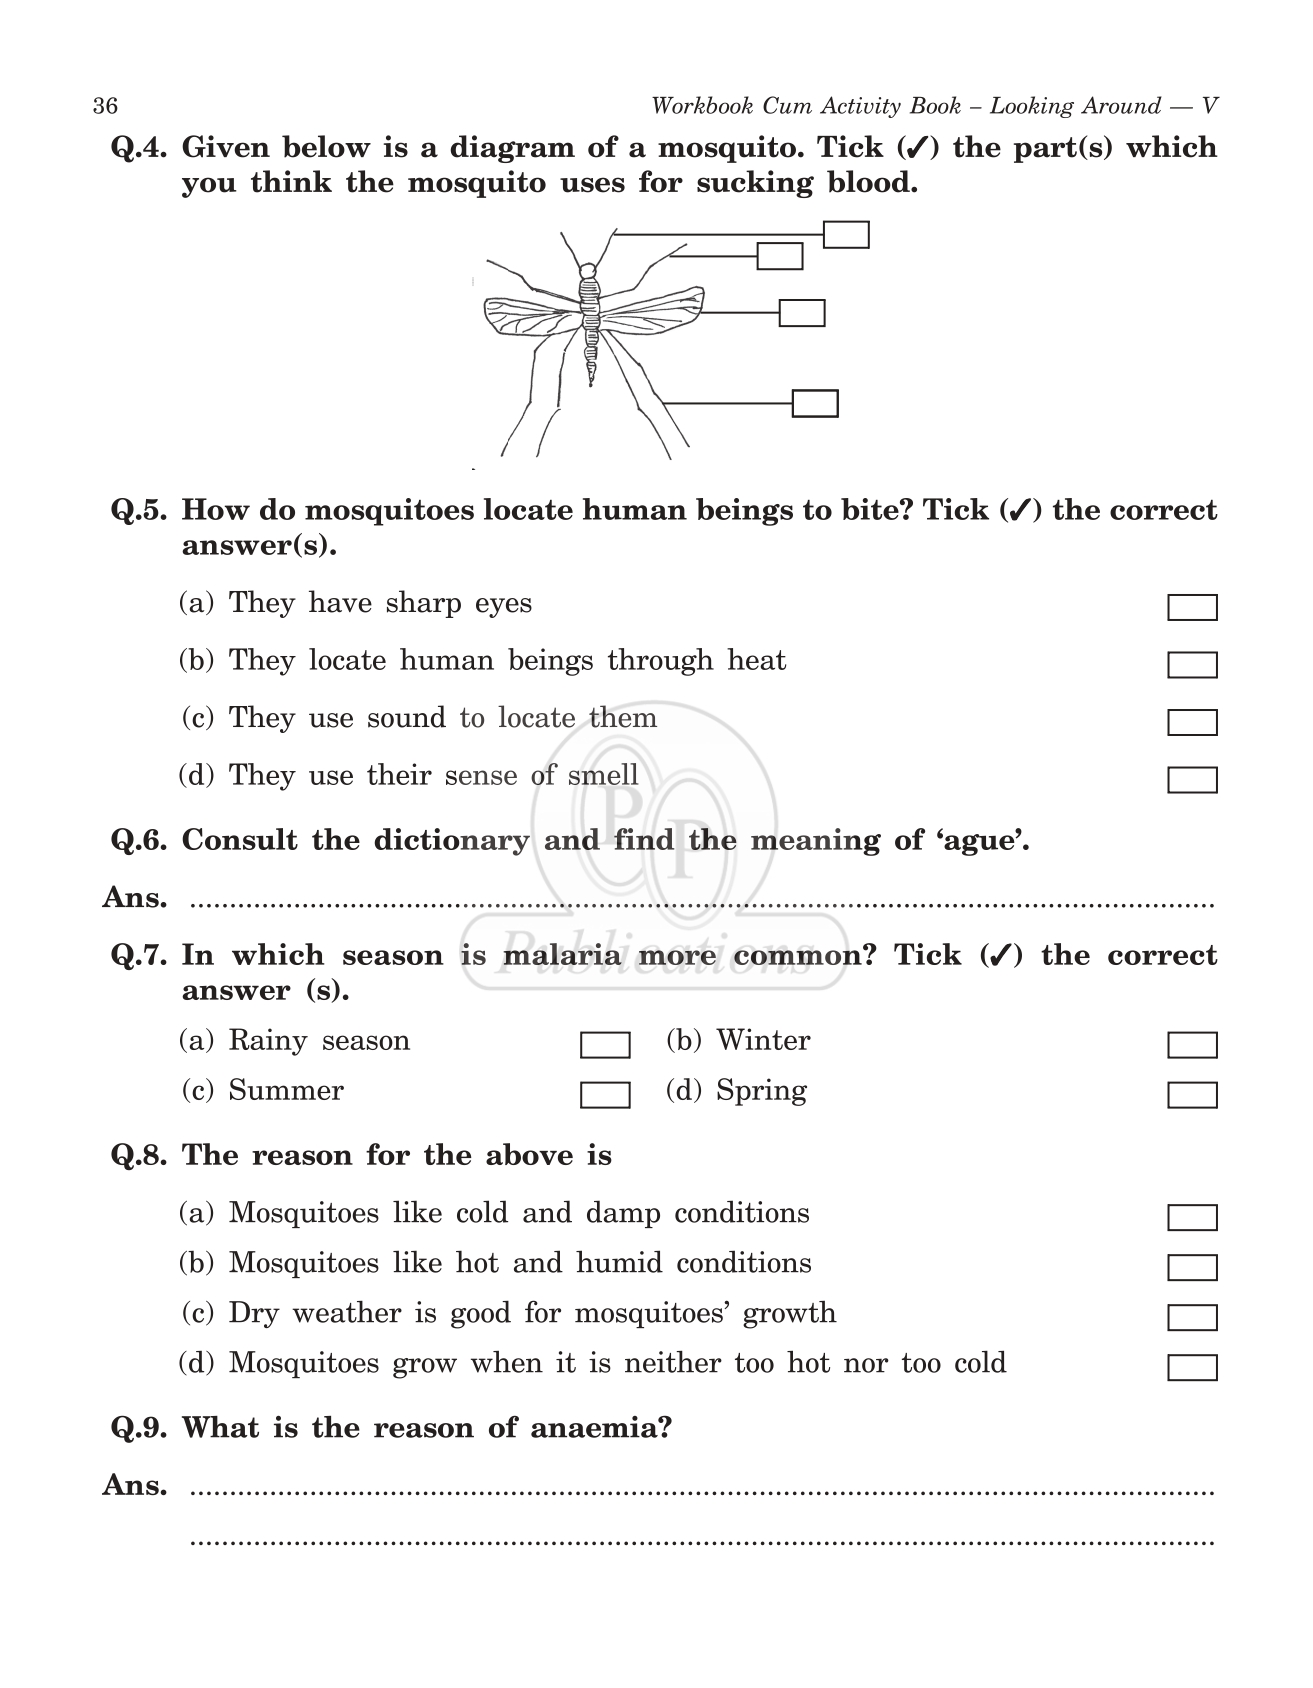 36
Workbook Cum Activity Book – Looking Around — V
Q.4. Given below is a diagram of a mosquito. Tick (✓) the part(s) which
you think the mosquito uses for sucking blood.
Q.5. How do mosquitoes locate human beings to bite? Tick (✓) the correct
answer(s).
(a) They have sharp eyes
(b) They locate human beings through heat
(c) They use sound to locate them
(d) They use their sense of smell
Q.6. Consult the dictionary and find the meaning of ‘ague’.
Ans. ................................................................
PP
Publications
Q.7. In which season is malaria more common? Tick (✓) the correct
answer (s).
(a) Rainy season (b) Winter
(c) Summer (d) Spring
Q.8. The reason for the above is
(a) Mosquitoes like cold and damp conditions
(b) Mosquitoes like hot and humid conditions
(c) Dry weather is good for mosquitoes’ growth
(d) Mosquitoes grow when it is neither too hot nor too cold
Q.9. What is the reason of anaemia?
Ans. ................................................................
................................................................